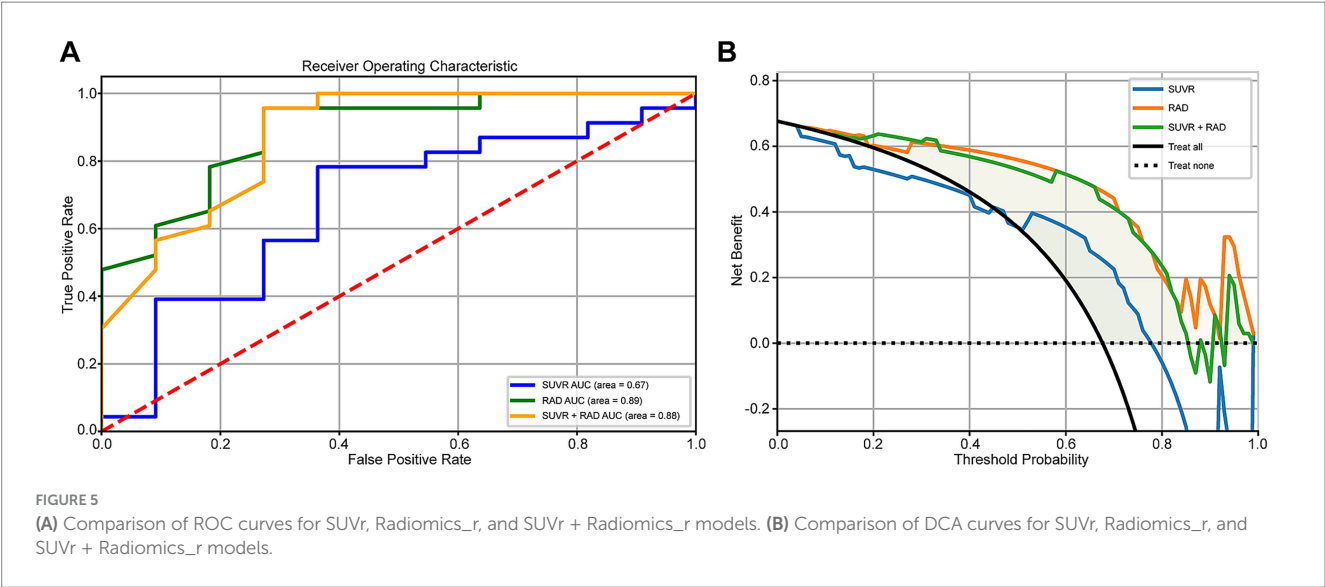 A
Receiver Operating Characteristic
True Positive Rate
1.0
0.8
0.6
0.4
0.2
0.0
0.0 0.2 0.4 0.6 0.8 1.0
False Positive Rate
SUVR AUC (area = 0.67)
RAD AUC (area = 0.89)
SUVR + RAD AUC (area = 0.88)
B
Net Benefit
0.8
0.6
0.4
0.2
0.0
-0.2
0.0 0.2 0.4 0.6 0.8 1.0
Threshold Probability
SUVR
RAD
SUVR + RAD
Treat all
Treat none
FIGURE 5
(A) Comparison of ROC curves for SUVr, Radiomics_r, and SUVr + Radiomics_r models. (B) Comparison of DCA curves for SUVr, Radiomics_r, and
SUVr + Radiomics_r models.